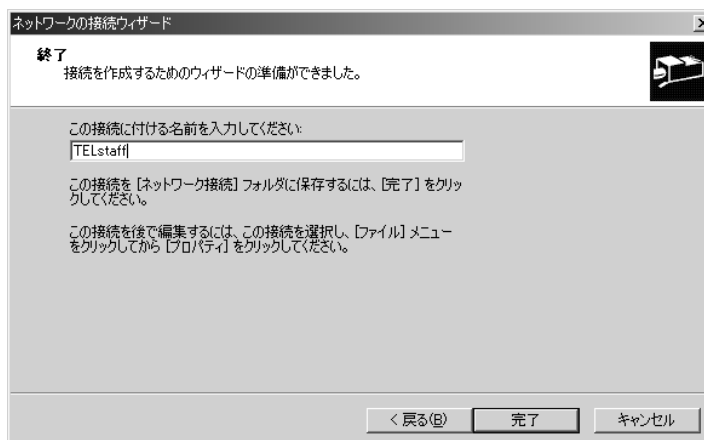 ネットワークの接続ウィザード
終了
接続を作成するためのウィザードの準備ができました。
この接続に付ける名前を入力してください:
TELstaff
この接続を [ネットワーク接続] フォルダに保存するには、[完了] をクリッ
クしてください。
この接続を後で編集するには、この接続を選択し、[ファイル] メニュー
をクリックしてから [プロパティ] をクリックしてください。
< 戻る(B)
完了
キャンセル